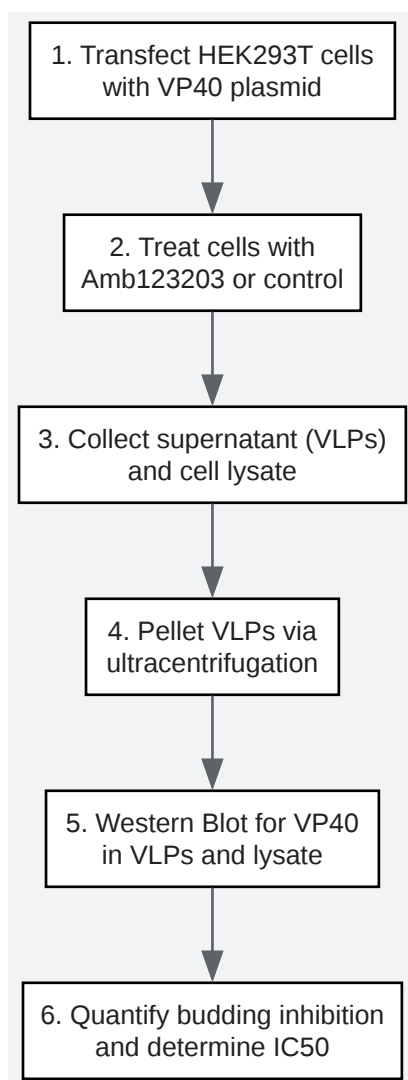 1. Transfect HEK293T cells
with VP40 plasmid
2. Treat cells with
Amb123203 or control
3. Collect supernatant (VLPs)
and cell lysate
4. Pellet VLPs via
ultracentrifugation
5. Western Blot for VP40
in VLPs and lysate
6. Quantify budding inhibition
and determine IC50